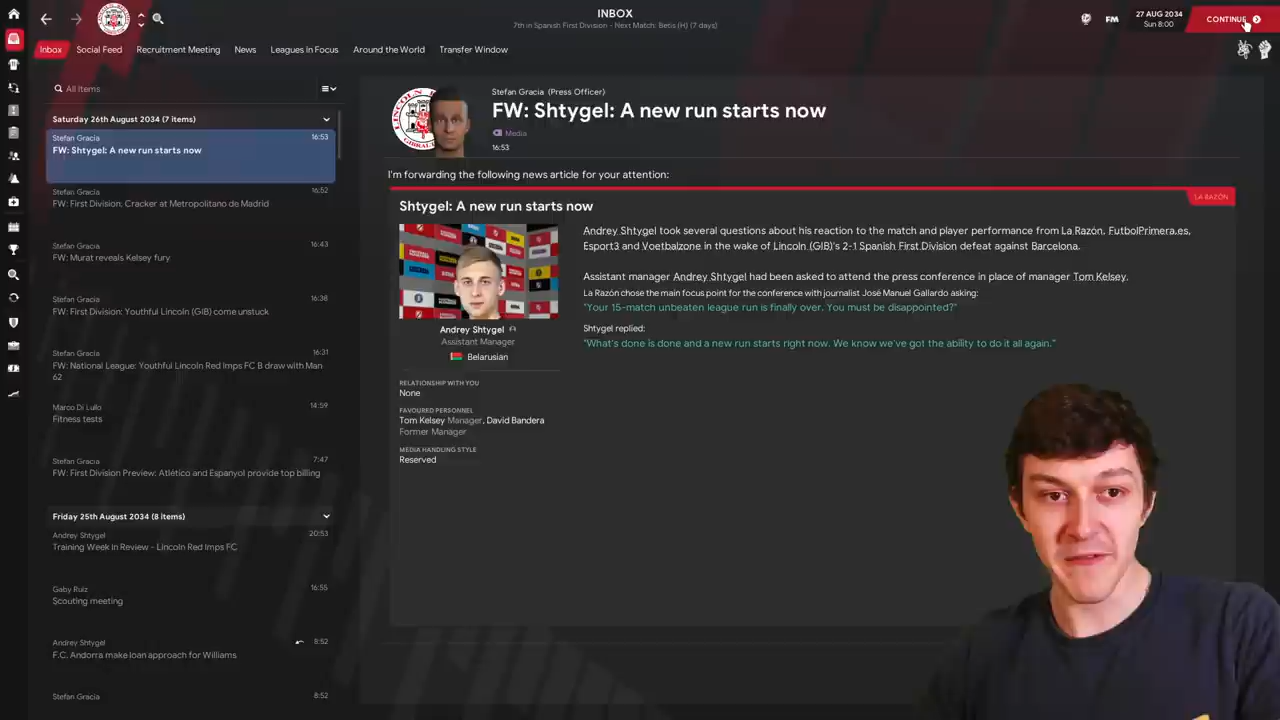 INBOX
7th in Spanish First Division - Next Match: Betis (H) (7 days)
FM
27 AUG 2034
Sun 8:00
CONTINUE
Inbox
Social Feed
Recruitment Meeting
News
Leagues In Focus
Around the World
Transfer Window
All Items
Saturday 26th August 2034 (7 items)
Stefan Gracia
16:53
FW: Shtygel: A new run starts now
Stefan Gracia
16:52
FW: First Division: Cracker at Metropolitano de Madrid
Stefan Gracia
16:43
FW: Murat reveals Kelsey fury
Stefan Gracia
16:38
FW: First Division: Youthful Lincoln (GIB) come unstuck
Stefan Gracia
16:31
FW: National League: Youthful Lincoln Red Imps FC B draw with Man-
62
Marco Di Lullo
14:59
Fitness tests
Stefan Gracia
7:47
FW: First Division Preview: Atlético and Espanyol provide top billing
Friday 25th August 2034 (8 items)
Andrey Shtygel
20:53
Training Week in Review - Lincoln Red Imps FC
Gaby Ruiz
16:55
Scouting meeting
Andrey Shtygel
8:52
F.C. Andorra make loan approach for Williams
Stefan Gracia
8:52
Stefan Gracia (Press Officer)
FW: Shtygel: A new run starts now
Media
16:53
I'm forwarding the following news article for your attention:
LA RAZÓN
Shtygel: A new run starts now
Andrey Shtygel
Assistant Manager
Belarusian
RELATIONSHIP WITH YOU
None
FAVOURED PERSONNEL
Tom Kelsey Manager, David Bandera
Former Manager
MEDIA HANDLING STYLE
Reserved
Andrey Shtygel took several questions about his reaction to the match and player performance from La Razón, FutbolPrimera.es,
Esport3 and Voetbalzone in the wake of Lincoln (GIB)'s 2-1 Spanish First Division defeat against Barcelona.
Assistant manager Andrey Shtygel had been asked to attend the press conference in place of manager Tom Kelsey.
La Razón chose the main focus point for the conference with journalist José Manuel Gallardo asking:
"Your 15-match unbeaten league run is finally over. You must be disappointed?"
Shtygel replied:
"What's done is done and a new run starts right now. We know we've got the ability to do it all again."